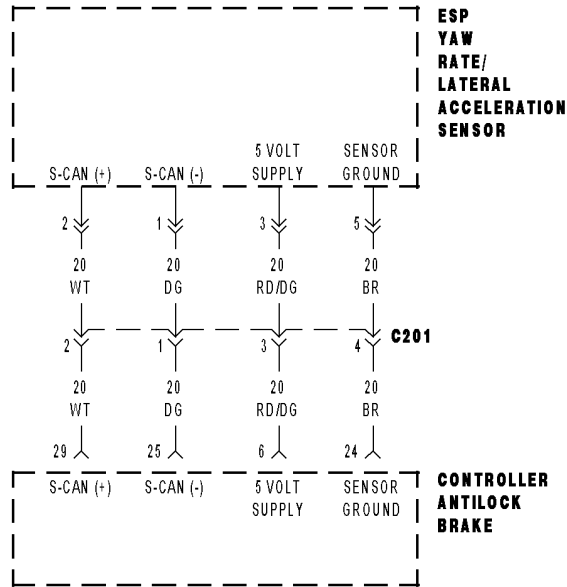 ESP
YAW
RATE/
LATERAL
ACCELERATION
SENSOR
5 VOLT SENSOR
S-CAN (+) S-CAN (-) SUPPLY GROUND
2 1 3 5
20 20 20 20
WT DG RD/DG BR
C201
2 1 3 4
20 20 20 20
WT DG RD/DG BR
29 25 6 24
S-CAN (+) S-CAN (-) 5 VOLT SENSOR
SUPPLY GROUND
CONTROLLER
ANTILOCK
BRAKE